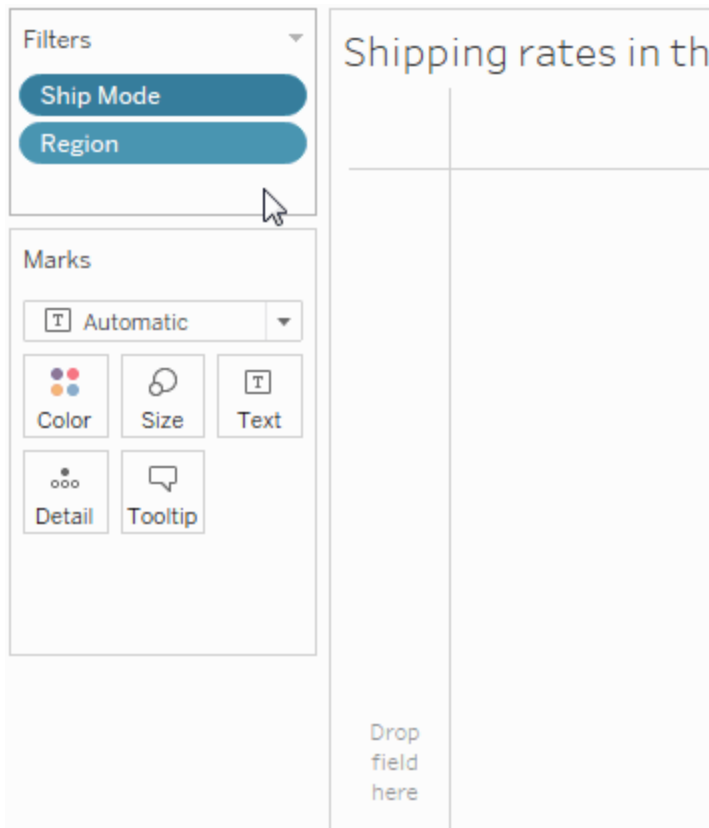 Filters
Ship Mode
Region
Marks
T Automatic
Color Size T Text
Detail Tooltip
Shipping rates in th
Drop
field
here